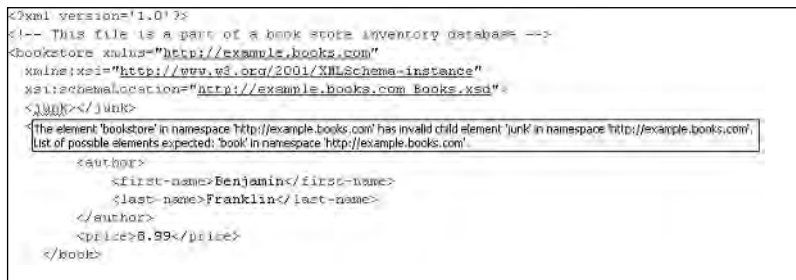 <?xml version='1.0'?>
<!-- This file is a part of a book store inventory database -->
<bookstore xmlns="http://example.books.com"
xmlns:xsi="http://www.w3.org/2001/XMLSchema-instance"
xsi:schemaLocation="http://example.books.com Books.xsd">
<junk></junk>
The element 'bookstore' in namespace 'http://example.books.com' has invalid child element 'junk' in namespace 'http://example.books.com'.
List of possible elements expected: 'book' in namespace 'http://example.books.com'.
<author>
<first-name>Benjamin</first-name>
<last-name>Franklin</last-name>
</author>
<price>8.99</price>
</book>